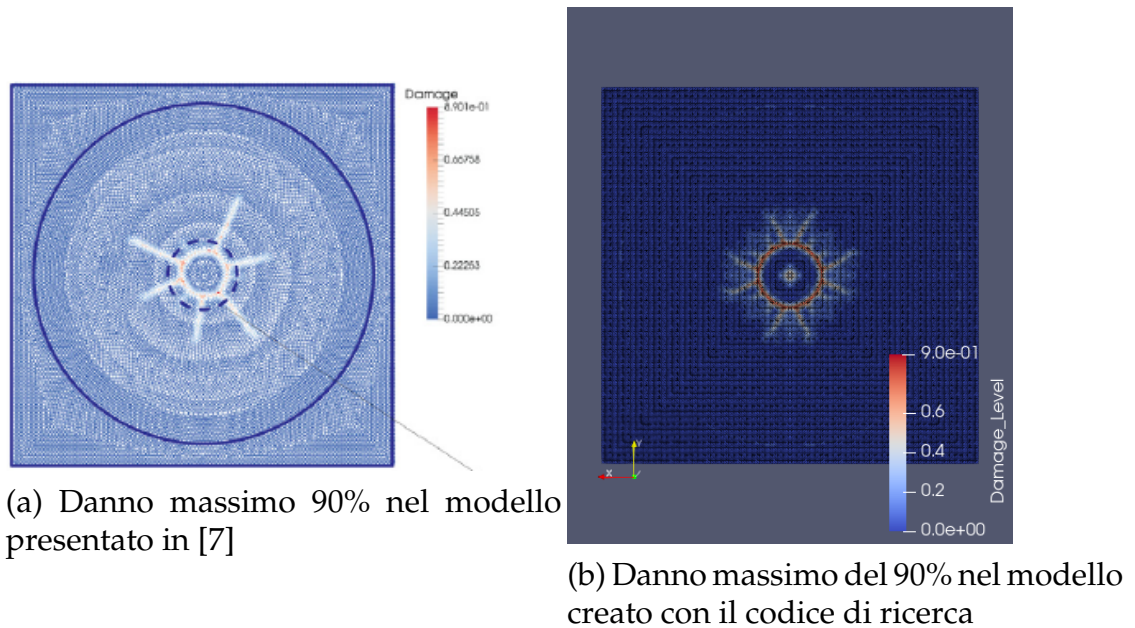 Damage
8.901e-01
0.66758
0.44505
0.22253
0.000e+00
(a) Danno massimo 90% nel modello
presentato in [7]
9.0e-01
0.6
0.4
0.2
0.0e+00
Damage_Level
Y
X
(b) Danno massimo del 90% nel modello
creato con il codice di ricerca